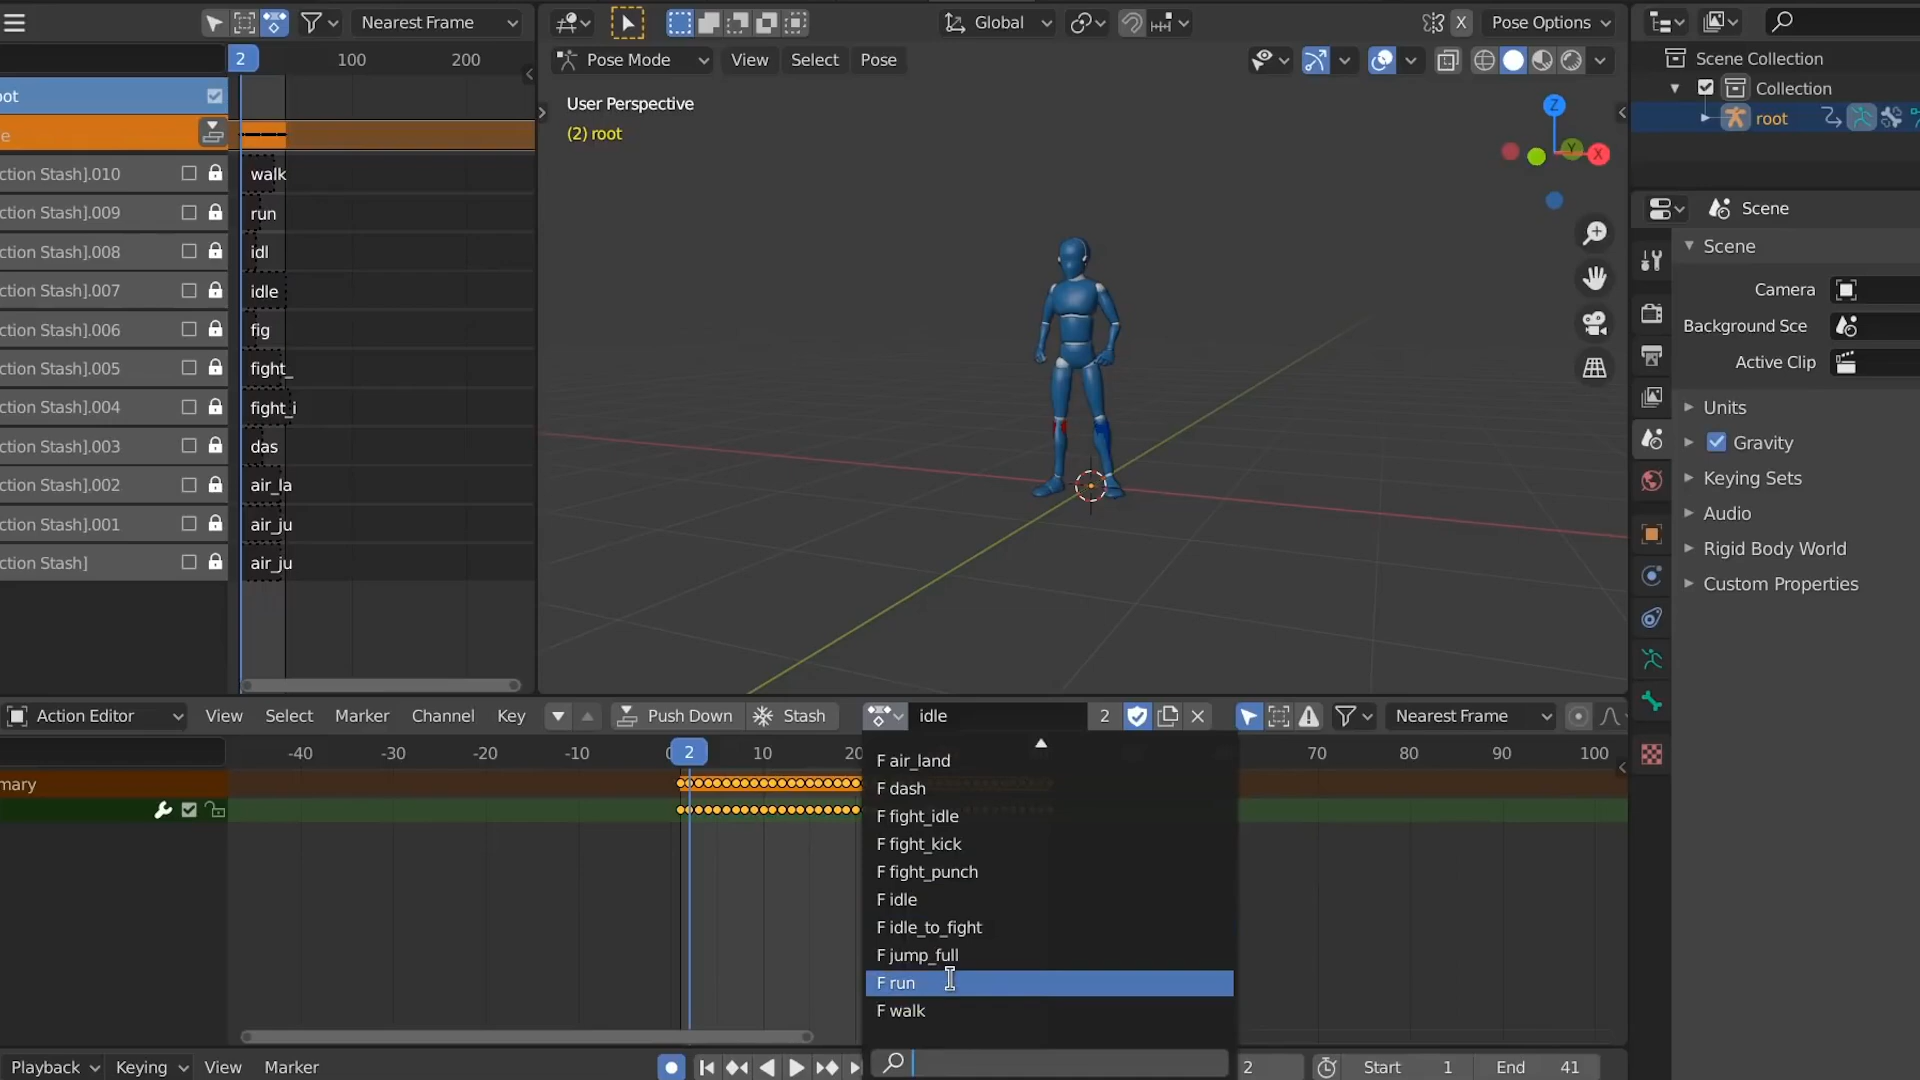 Nearest Frame
Global
X
Pose Options
2
100
200
Pose Mode
View
Select
Pose
Scene Collection
Collection
root
oot
e
ction Stash].010
walk
ction Stash].009
run
ction Stash].008
idl
ction Stash].007
idle
ction Stash].006
fig
ction Stash].005
fight_
ction Stash].004
fight_i
ction Stash].003
das
ction Stash].002
air_la
ction Stash].001
air_ju
ction Stash]
air_ju
User Perspective
(2) root
Z
Y
X
Scene
Scene
Camera
Background Sce
Active Clip
Units
Gravity
Keying Sets
Audio
Rigid Body World
Custom Properties
Action Editor
View
Select
Marker
Channel
Key
Push Down
Stash
idle
2
Nearest Frame
-40
-30
-20
-10
0
2
10
20
70
80
90
100
mary
F air_land
F dash
F fight_idle
F fight_kick
F fight_punch
F idle
F idle_to_fight
F jump_full
F run
F walk
Playback
Keying
View
Marker
2
Start 1
End 41